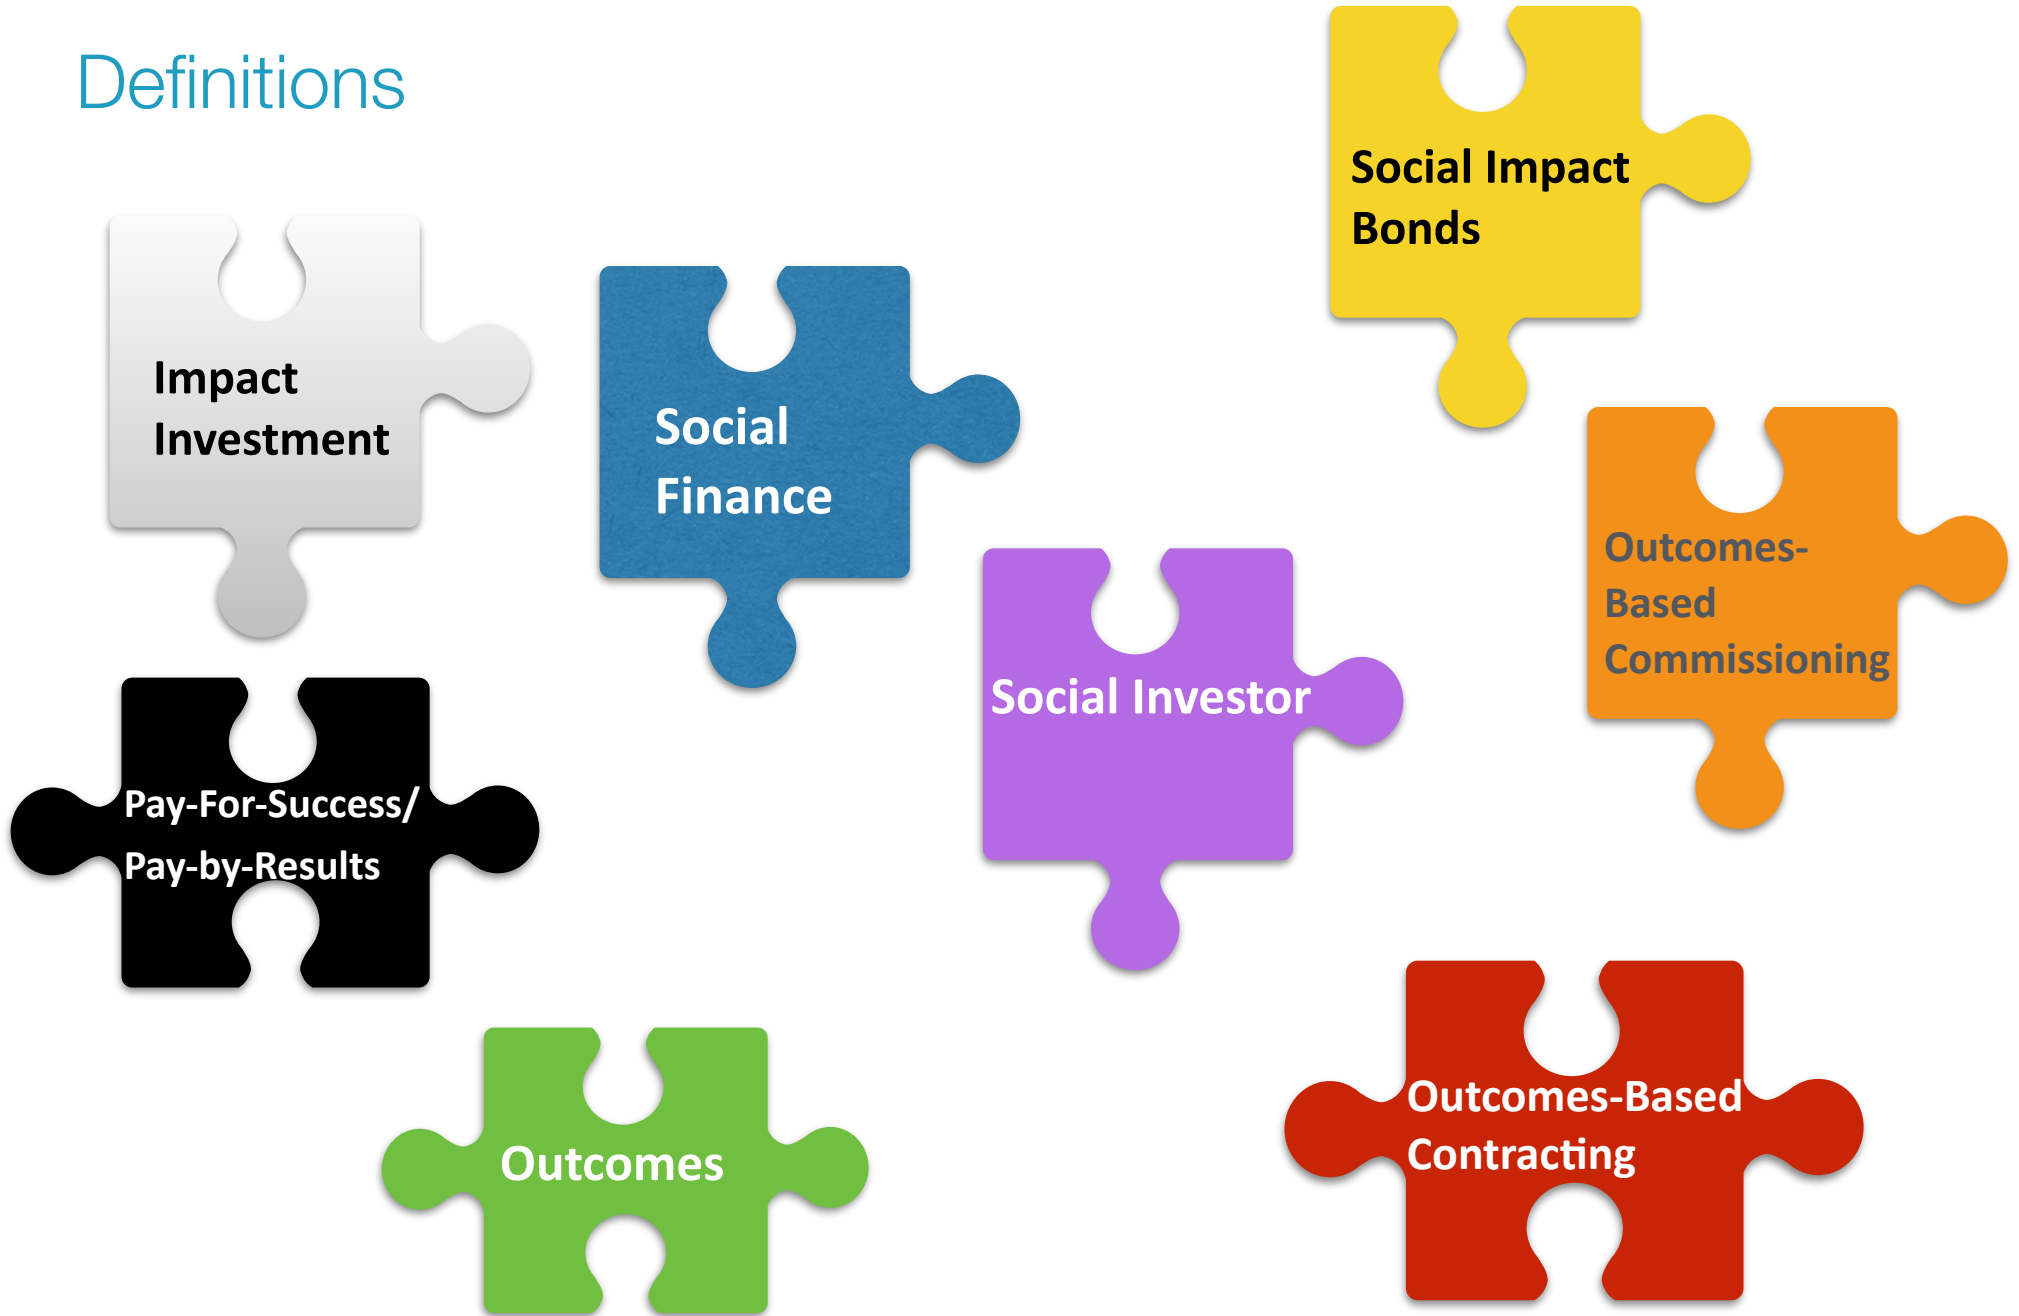 Definitions
Social Impact
Bonds
Impact
Investment
Social
Finance
Outcomes-
Based
Commissioning
Social Investor
Pay-For-Success/
Pay-by-Results
Outcomes-Based
Contracting
Outcomes